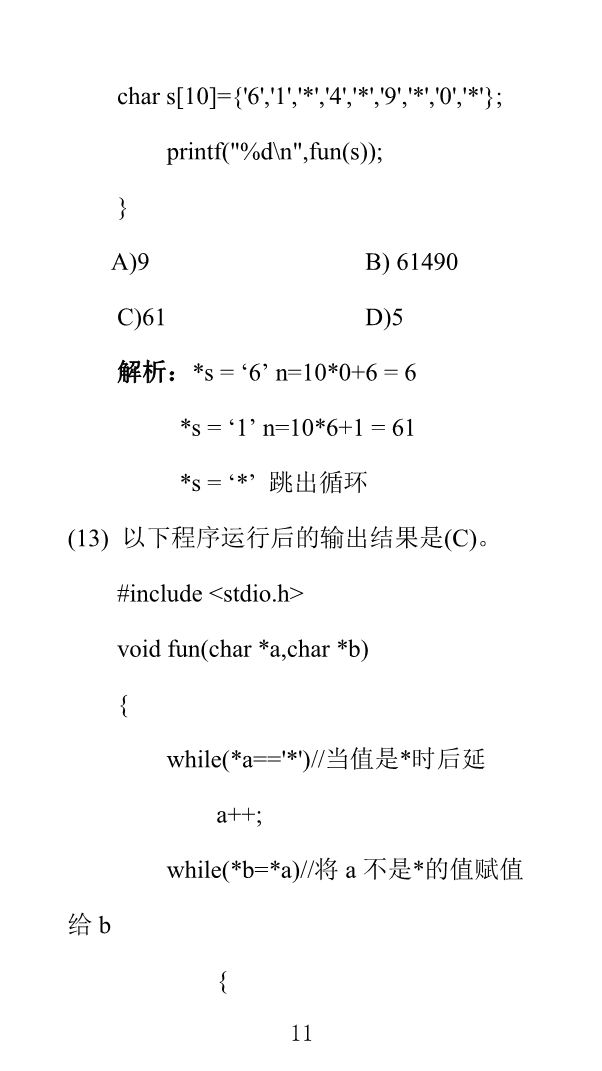 char s[10]={'6','1','*','4','*','9','*','0','*'};
printf("%d\n",fun(s));
}
A)9 B) 61490
C)61 D)5
解析：*s = ‘6’ n=10*0+6 = 6
*s = ‘1’ n=10*6+1 = 61
*s = ‘*’ 跳出循环
(13) 以下程序运行后的输出结果是(C)。
#include <stdio.h>
void fun(char *a,char *b)
{
while(*a=='*')//当值是*时后延
a++;
while(*b=*a)//将 a 不是*的值赋值
给 b
{
11